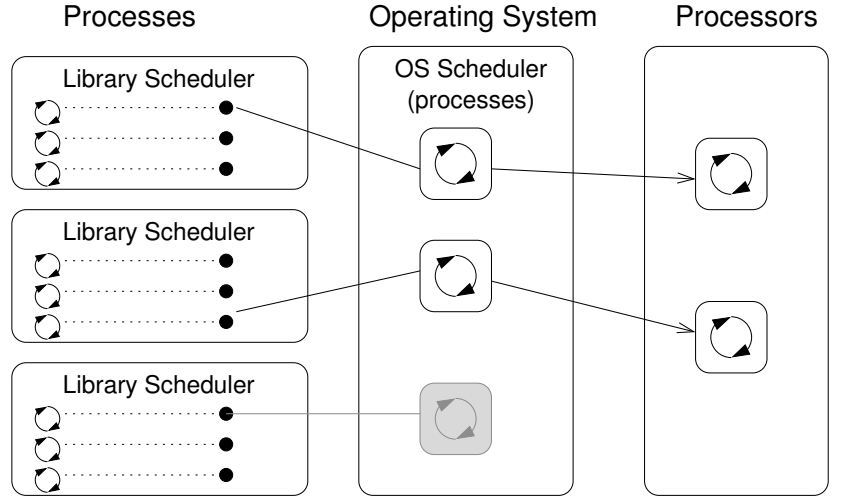 Processes
Operating System
Processors
Library Scheduler
OS Scheduler
(processes)
Library Scheduler
Library Scheduler